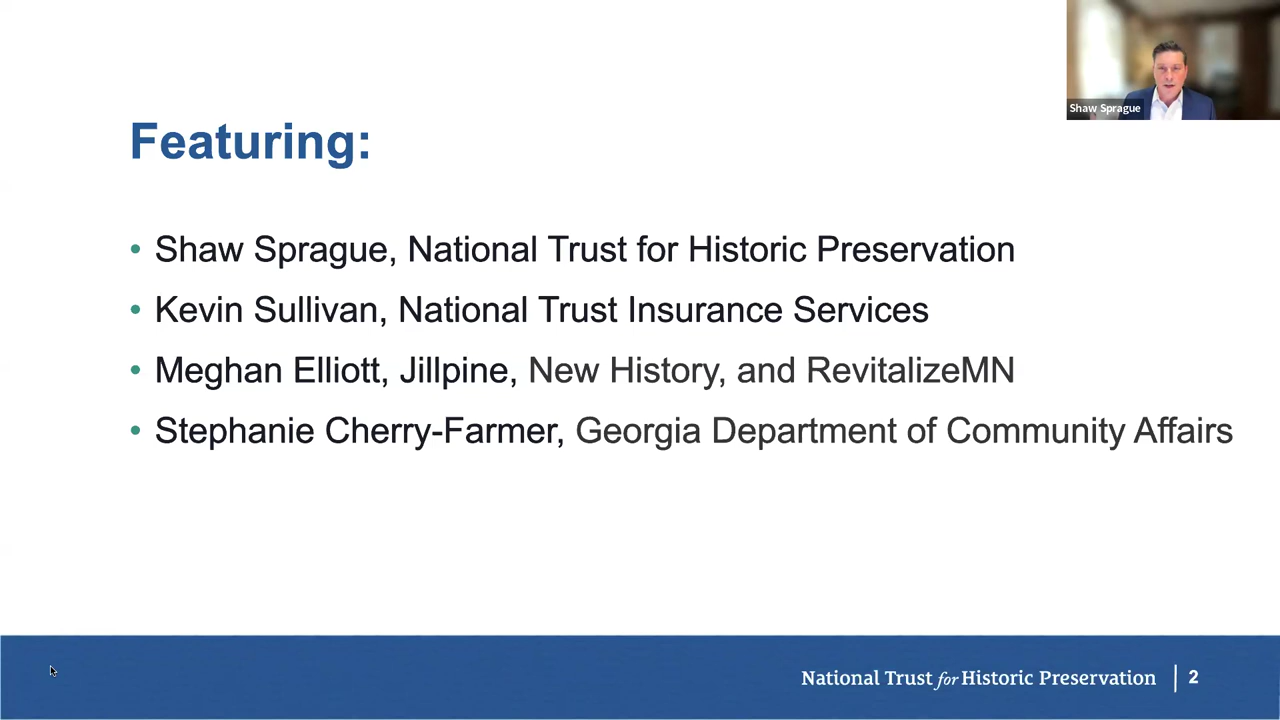 Shaw Sprague
Featuring:
• Shaw Sprague, National Trust for Historic Preservation
• Kevin Sullivan, National Trust Insurance Services
• Meghan Elliott, Jillpine, New History, and RevitalizeMN
• Stephanie Cherry-Farmer, Georgia Department of Community Affairs
National Trust for Historic Preservation | 2